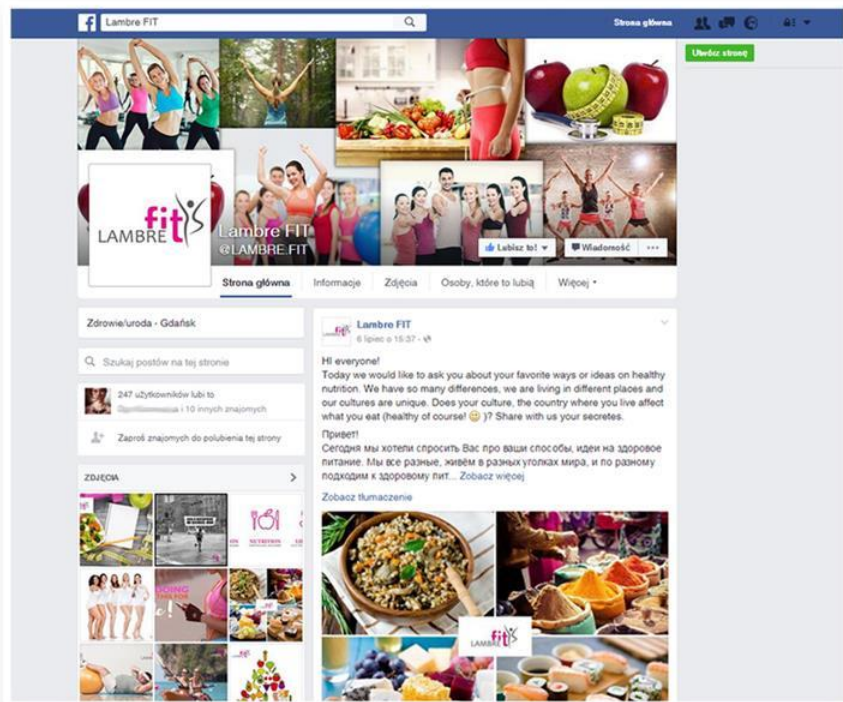 Lambre FIT
Strona główna
Utwórz stronę
LAMBRE fit
Lambre FIT
@LAMBRE.FIT
Lubisz to!
Wiadomość
Strona główna
Informacje
Zdjęcia
Osoby, które to lubią
Więcej
Zdrowie/uroda - Gdańsk
Szukaj postów na tej stronie
247 użytkowników lubi to
i 10 innych znajomych
Zaproś znajomych do polubienia tej strony
ZDJĘCIA
NUTRITION
Lambre FIT
6 lipiec o 15:37
HI everyone!
Today we would like to ask you about your favorite ways or ideas on healthy
nutrition. We have so many differences, we are living in different places and
our cultures are unique. Does your culture, the country where you live affect
what you eat (healthy of course! )? Share with us your secretes.
Привет!
Сегодня мы хотели спросить Вас про ваши способы, идеи на здоровое
питание. Мы все разные, живём в разных уголках мира, и по разному
подходим к здоровому пит... Zobacz więcej
Zobacz tłumaczenie
LAMBRE fit